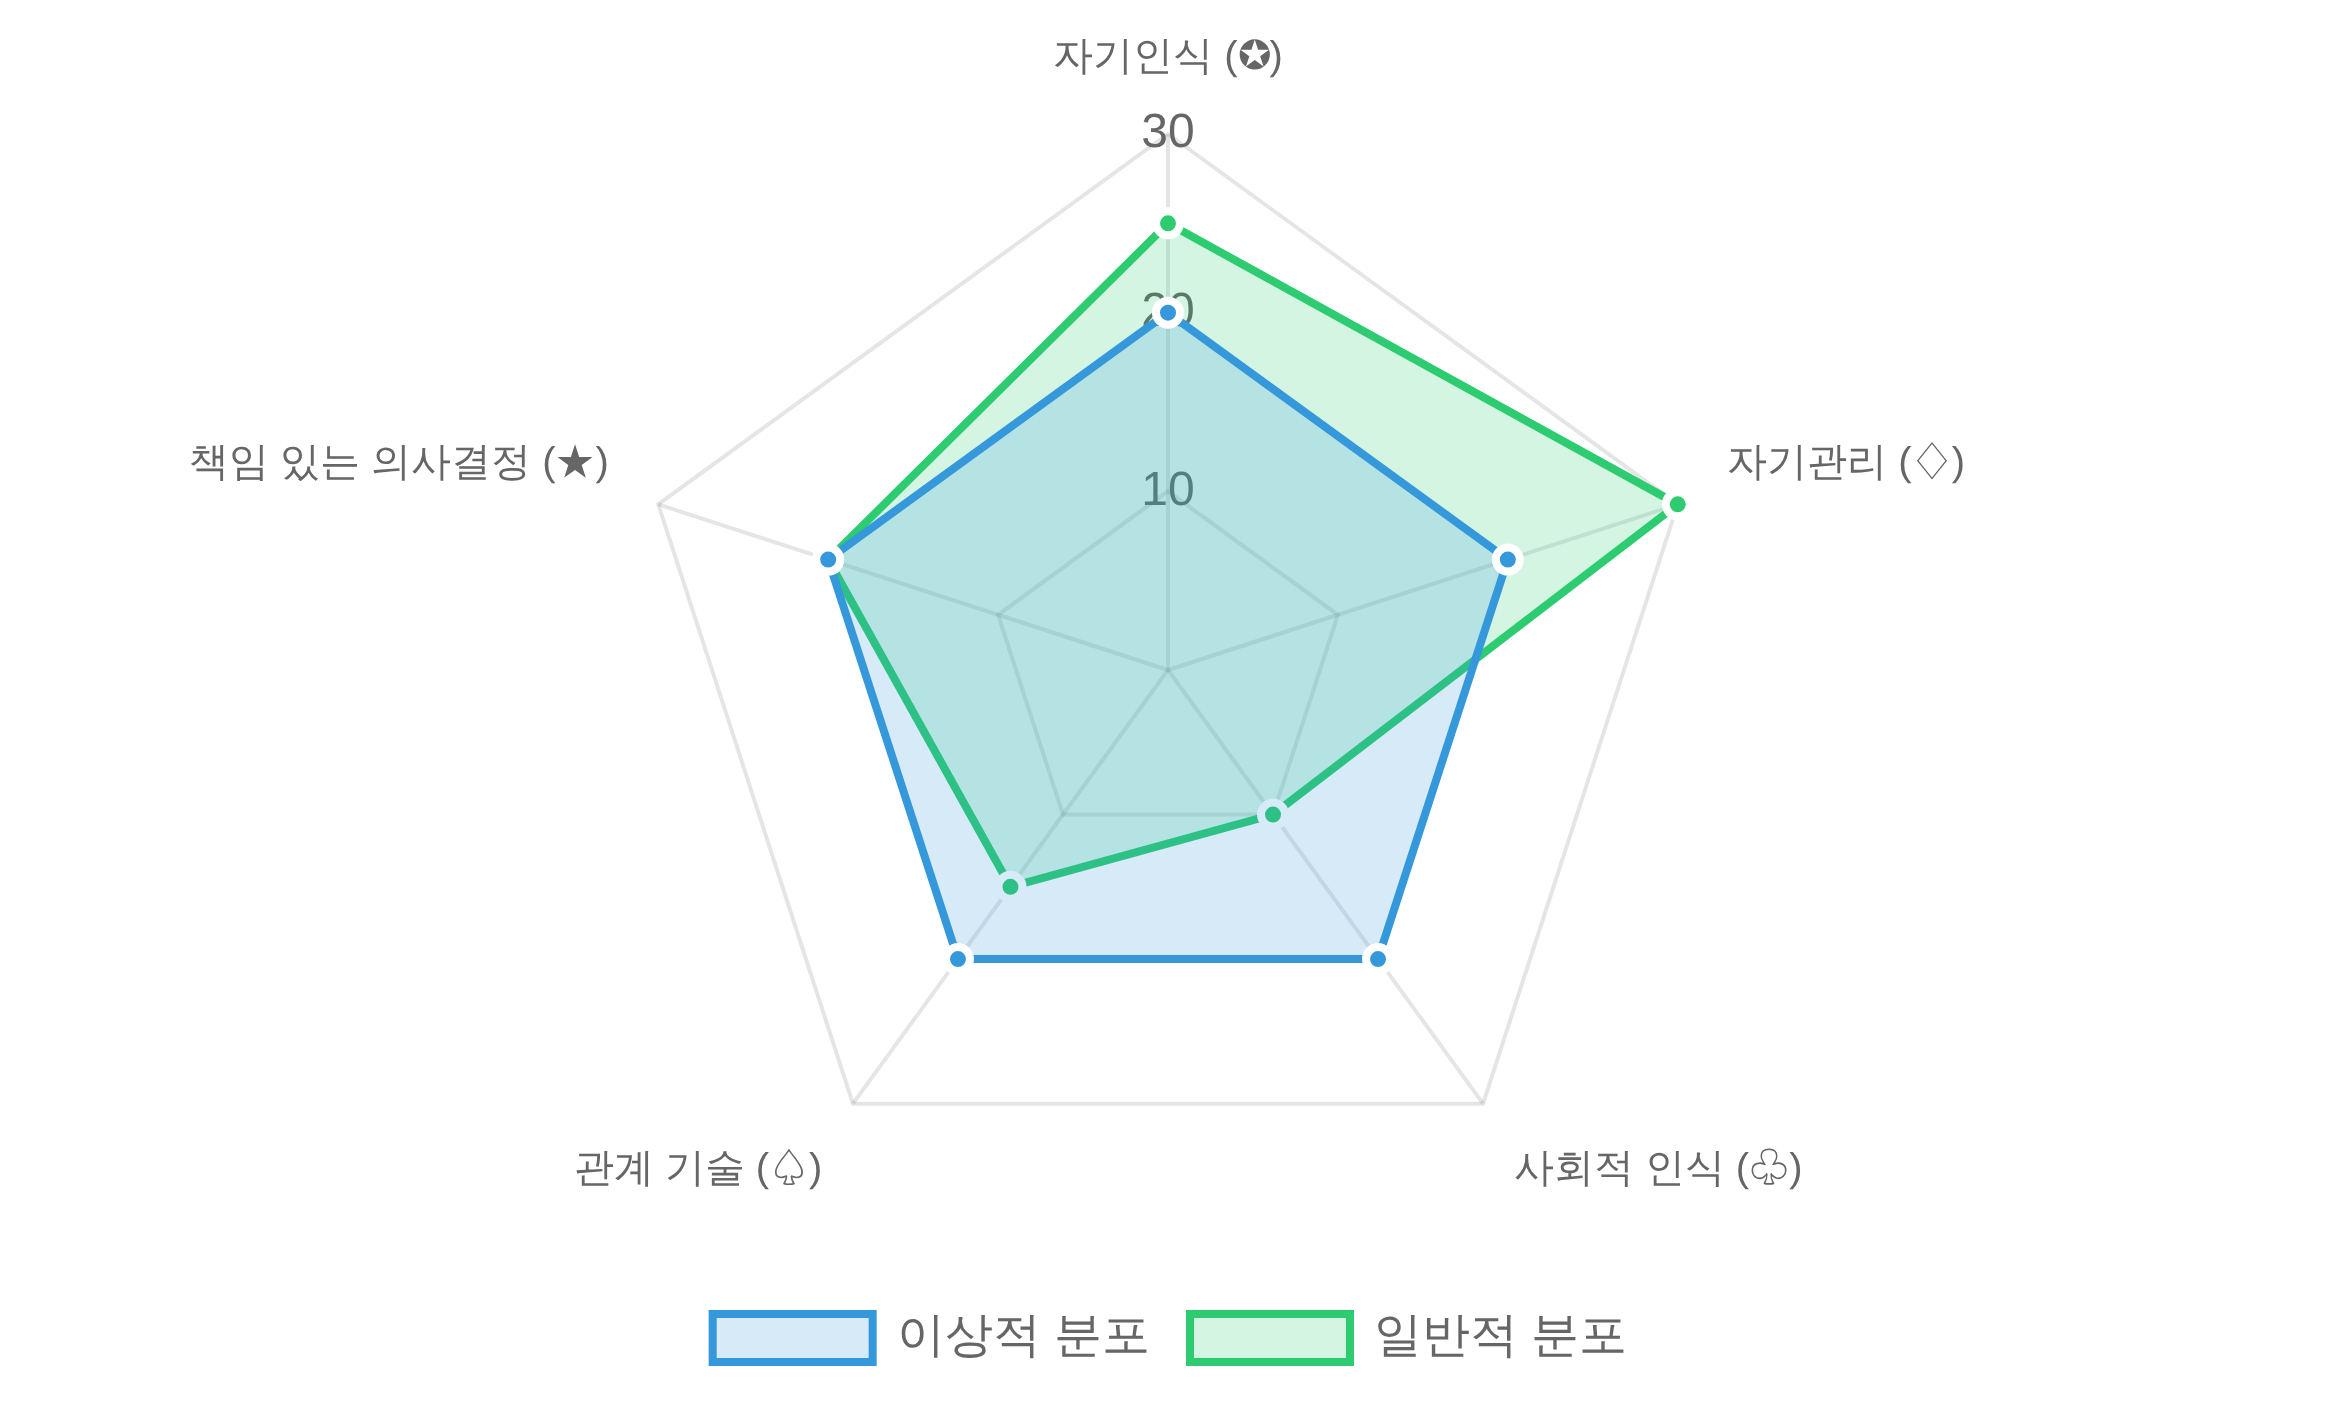 자기인식 (✪)
30
20
10
책임 있는 의사결정 (★)
자기관리 (♢)
관계 기술 (♤)
사회적 인식 (♧)
이상적 분포
일반적 분포